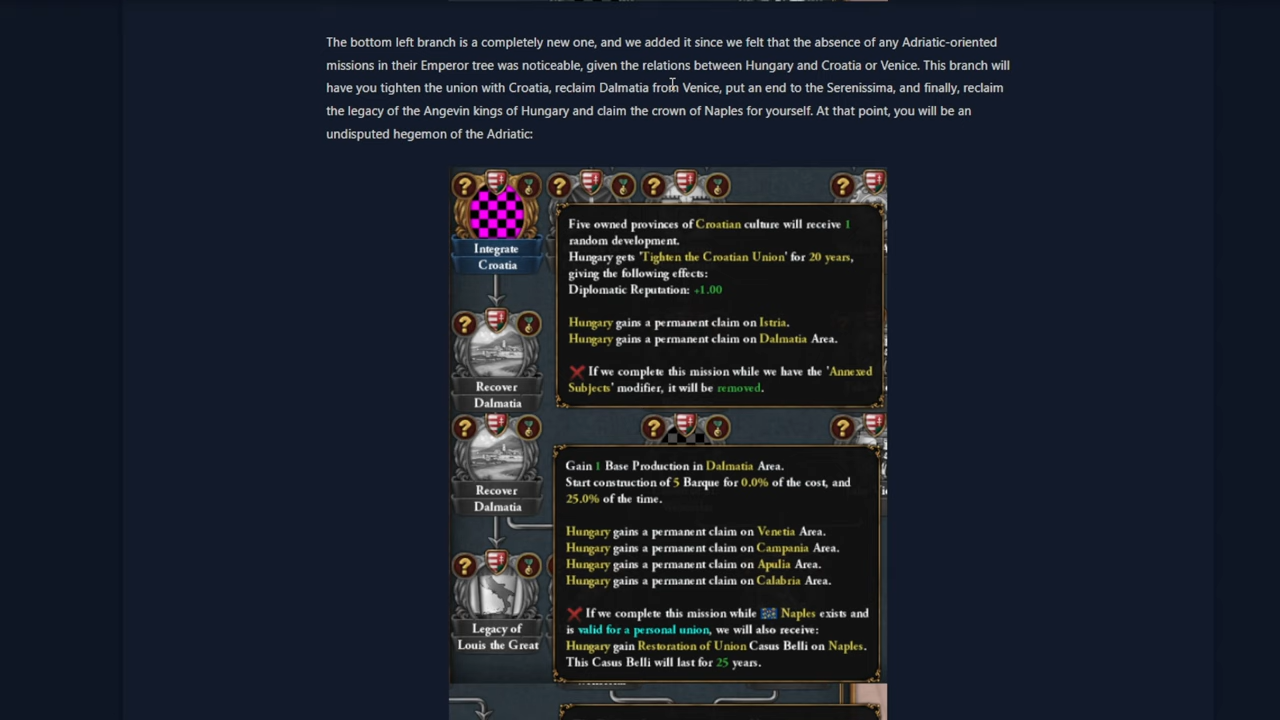 The bottom left branch is a completely new one, and we added it since we felt that the absence of any Adriatic-oriented
missions in their Emperor tree was noticeable, given the relations between Hungary and Croatia or Venice. This branch will
have you tighten the union with Croatia, reclaim Dalmatia from Venice, put an end to the Serenissima, and finally, reclaim
the legacy of the Angevin kings of Hungary and claim the crown of Naples for yourself. At that point, you will be an
undisputed hegemon of the Adriatic:
Integrate
Croatia
Five owned provinces of Croatian culture will receive 1
random development.
Hungary gets 'Tighten the Croatian Union' for 20 years,
giving the following effects:
Diplomatic Reputation: +1.00
Hungary gains a permanent claim on Istria.
Hungary gains a permanent claim on Dalmatia Area.
If we complete this mission while we have the 'Annexed
Subjects' modifier, it will be removed.
Recover
Dalmatia
Recover
Dalmatia
Gain 1 Base Production in Dalmatia Area.
Start construction of 5 Barque for 0.0% of the cost, and
25.0% of the time.
Hungary gains a permanent claim on Venetia Area.
Hungary gains a permanent claim on Campania Area.
Hungary gains a permanent claim on Apulia Area.
Hungary gains a permanent claim on Calabria Area.
If we complete this mission while Naples exists and
is valid for a personal union, we will also receive:
Hungary gain Restoration of Union Casus Belli on Naples.
This Casus Belli will last for 25 years.
Legacy of
Louis the Great